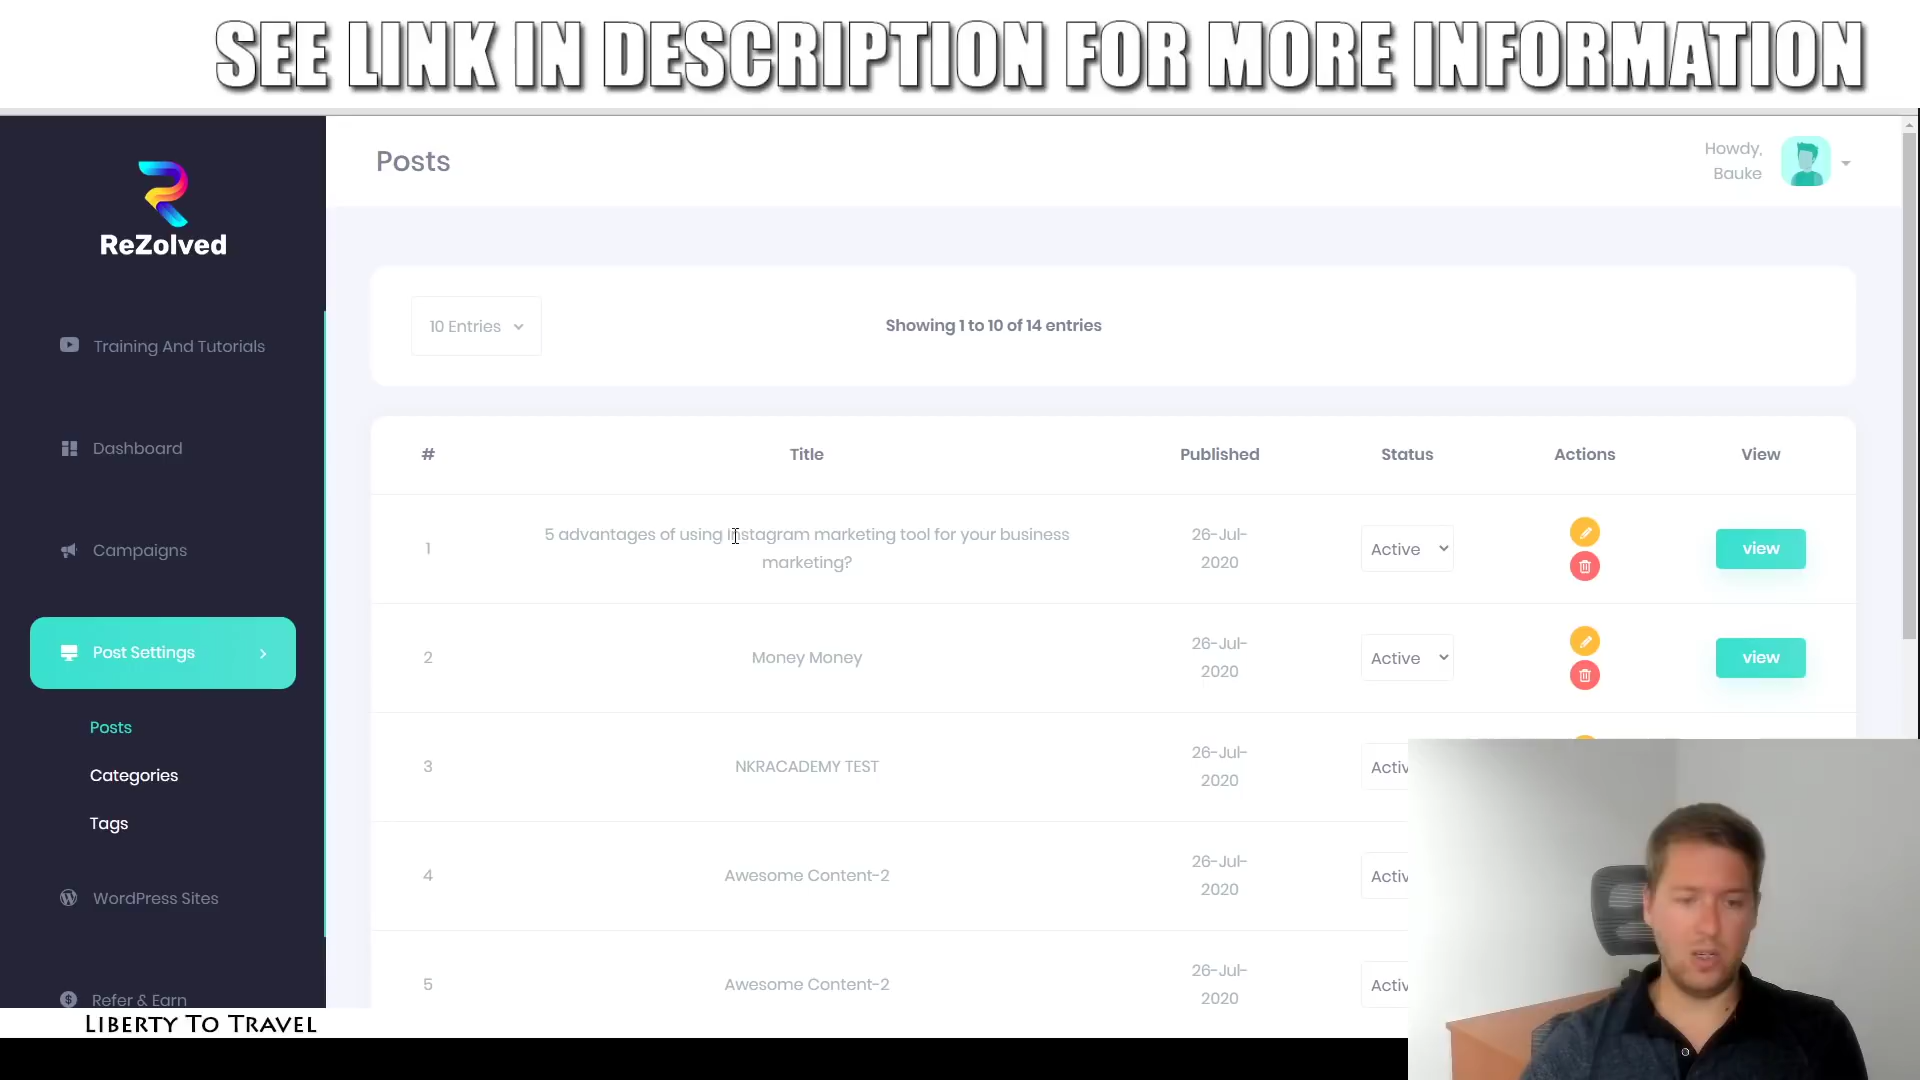 SEE LINK IN DESCRIPTION FOR MORE INFORMATION
Posts
Howdy,
Bauke
ReZolved
10 Entries
Showing 1 to 10 of 14 entries
Training And Tutorials
Dashboard
Campaigns
Post Settings
Posts
Categories
Tags
WordPress Sites
Refer & Earn
# Title Published Status Actions View
1 5 advantages of using Instagram marketing tool for your business
marketing?
26-Jul-
2020
Active
view
2 Money Money
26-Jul-
2020
Active
view
3 NKRACADEMY TEST
26-Jul-
2020
Activ
4 Awesome Content-2
26-Jul-
2020
Activ
5 Awesome Content-2
26-Jul-
2020
Activ
LIBERTY TO TRAVEL